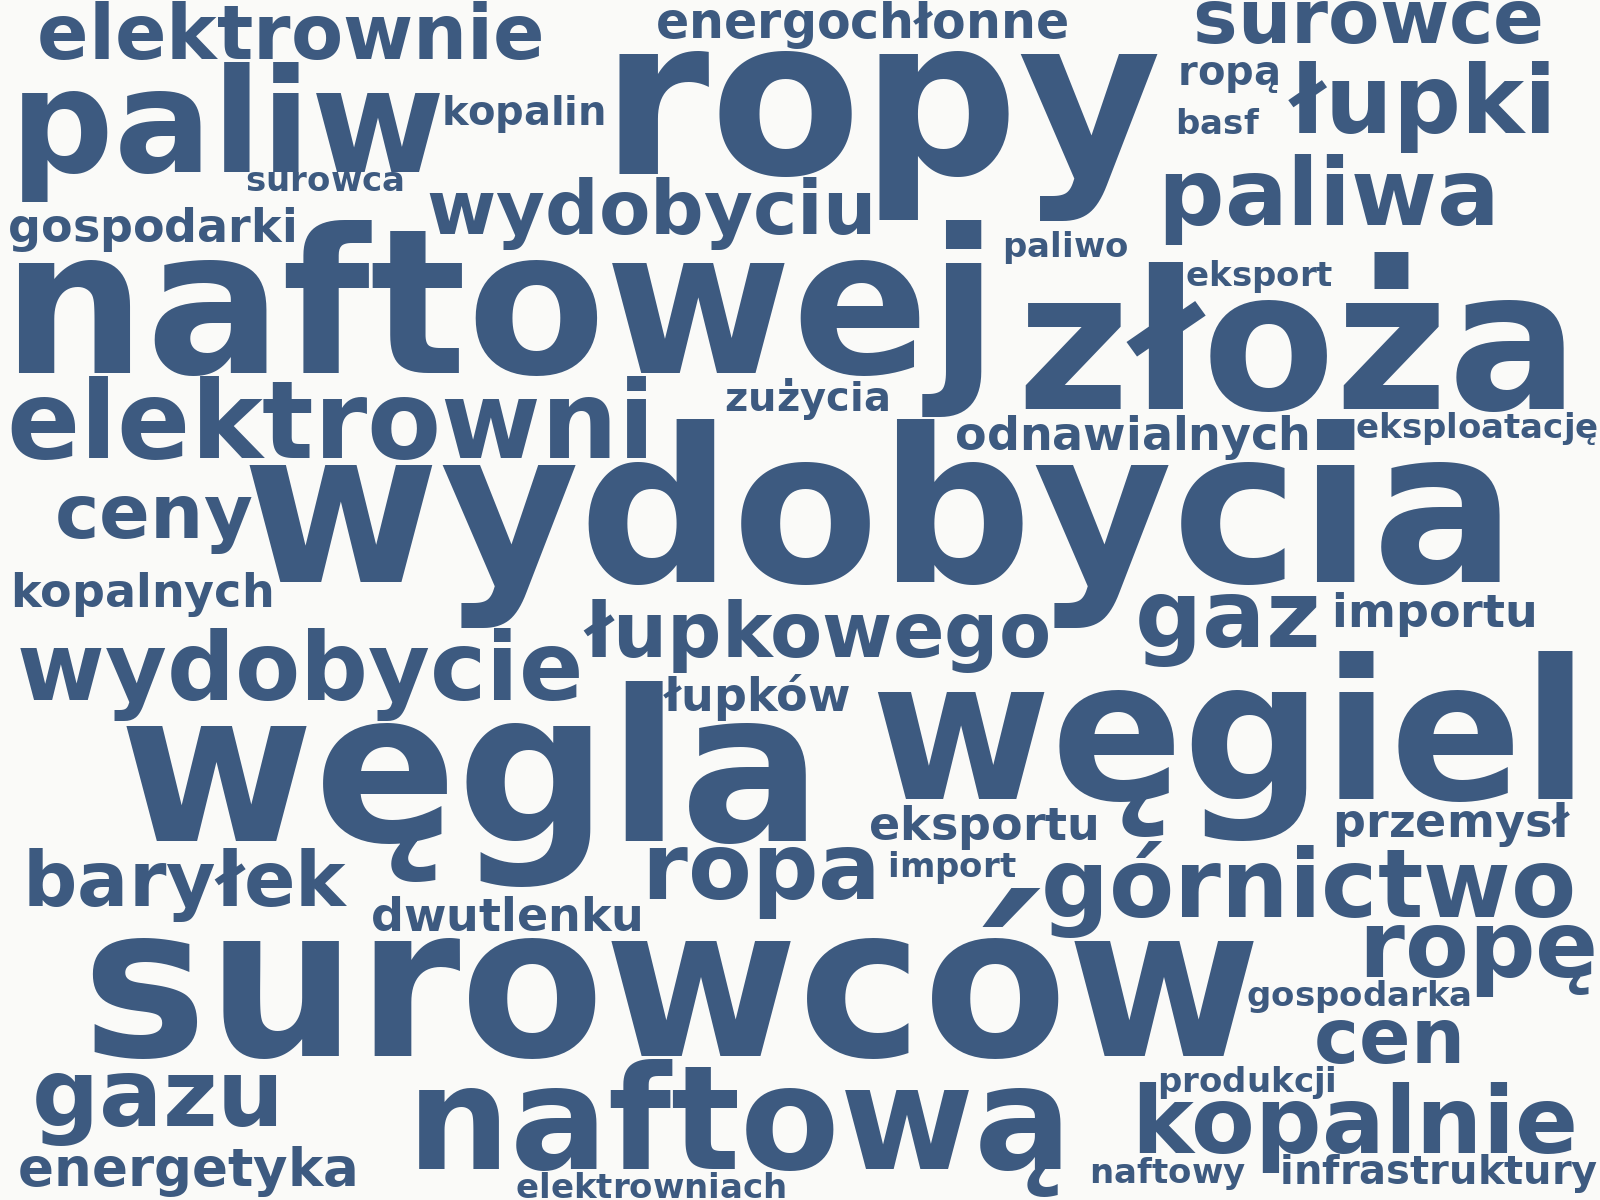 elektrownie
energochłonne
surowce
paliw
kopalin
ropy
ropą
łupki
basf
surowca
wydobyciu
paliwa
gospodarki
naftowej
paliwo
eksport
złoża
elektrowni
zużycia
odnawialnych
eksploatację
ceny
wydobycia
kopalnych
łupkowego
gaz
importu
wydobycie
łupków
węgla
węgiel
eksportu
przemysł
baryłek
ropa
import
górnictwo
dwutlenku
ropę
surowców
gospodarka
cen
gazu
naftową
produkcji
kopalnie
energetyka
elektrowniach
naftowy
infrastruktury